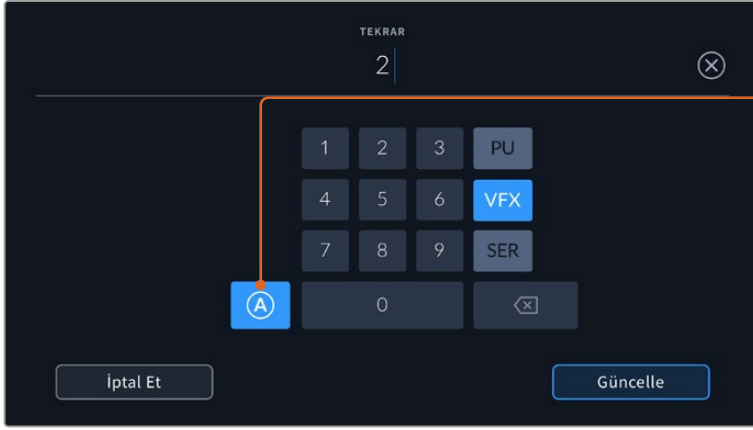 TEKRAR
2
1 2 3 PU
4 5 6 VFX
7 8 9 SER
A 0
İptal Et Güncelle